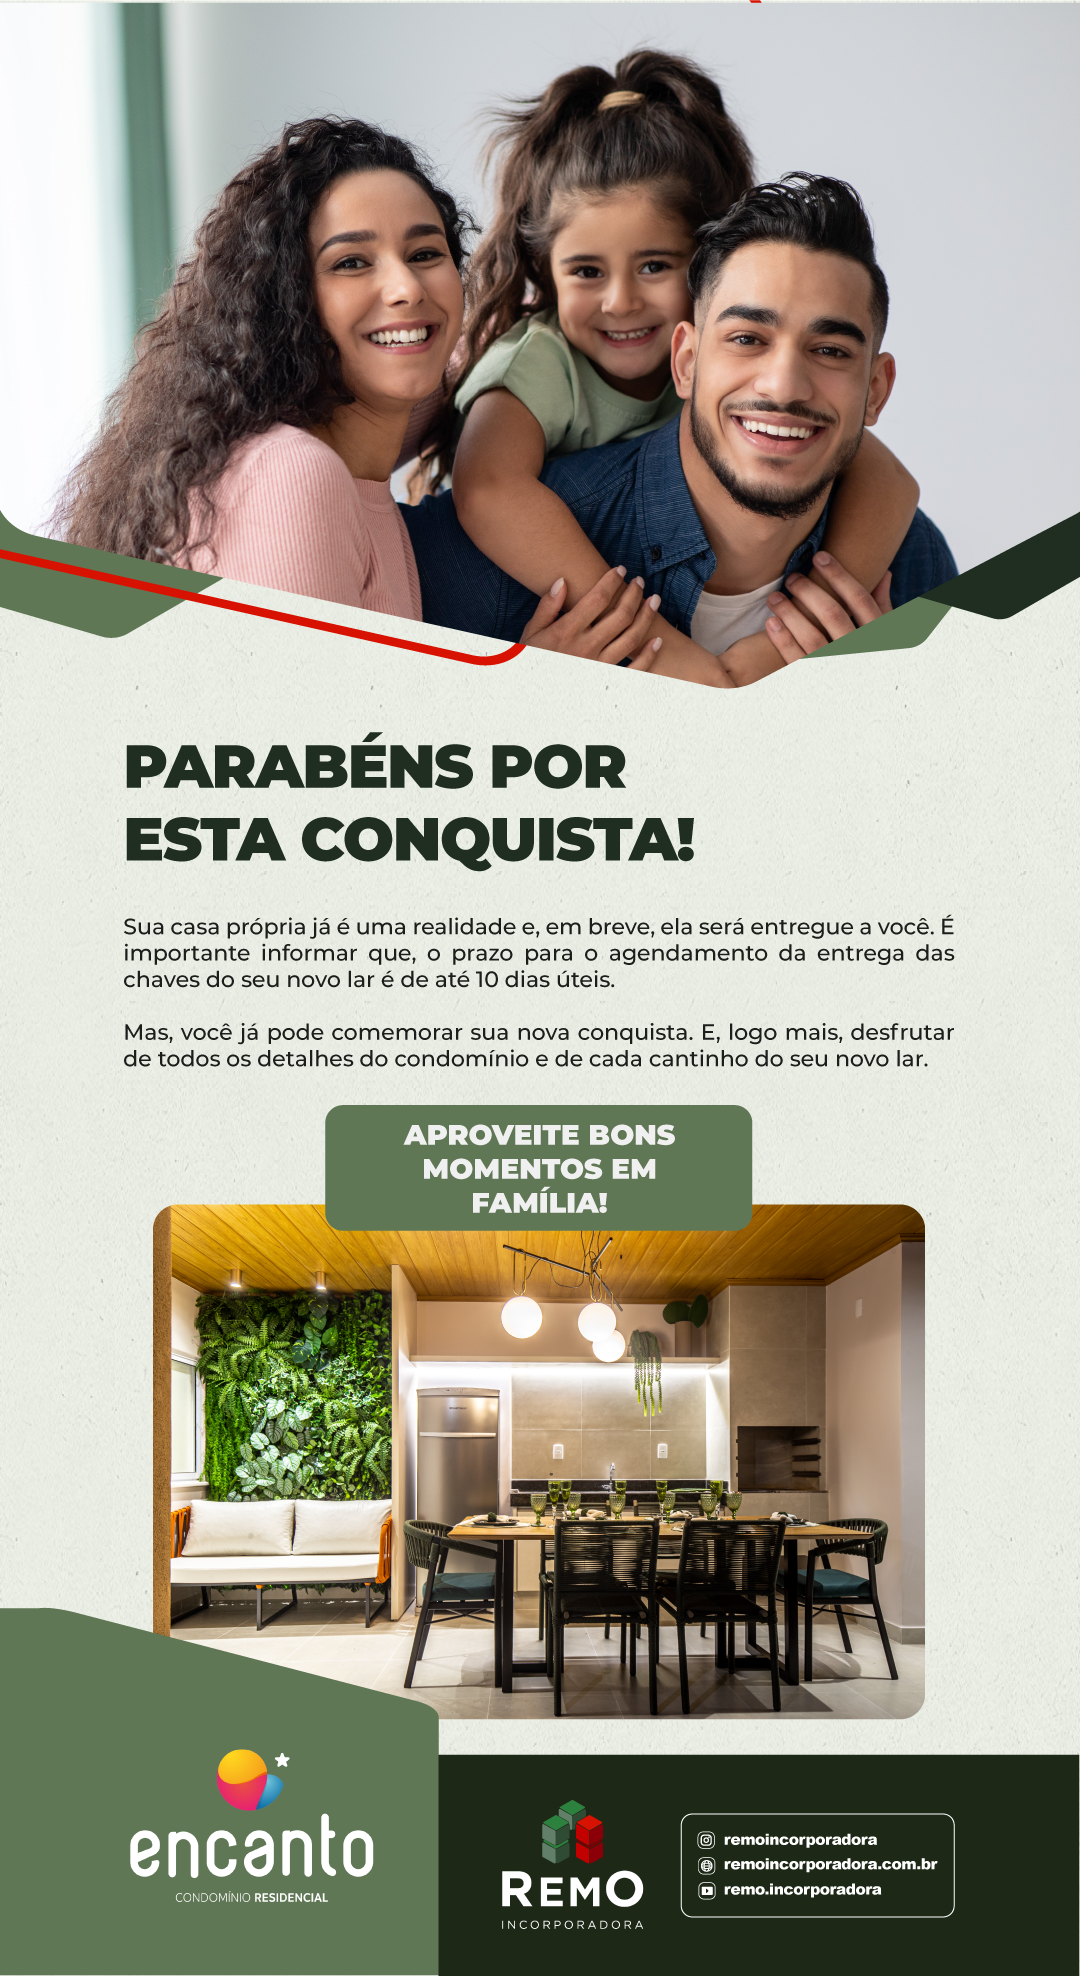 PARABÉNS POR
ESTA CONQUISTA!
Sua casa própria já é uma realidade e, em breve, ela será entregue a você. É
importante informar que, o prazo para o agendamento da entrega das
chaves do seu novo lar é de até 10 dias úteis.
Mas, você já pode comemorar sua nova conquista. E, logo mais, desfrutar
de todos os detalhes do condomínio e de cada cantinho do seu novo lar.
APROVEITE BONS
MOMENTOS EM
FAMÍLIA!
encanto
CONDOMÍNIO RESIDENCIAL
REMO
INCORPORADORA
remoincorporadora
remoincorporadora.com.br
remo.incorporadora